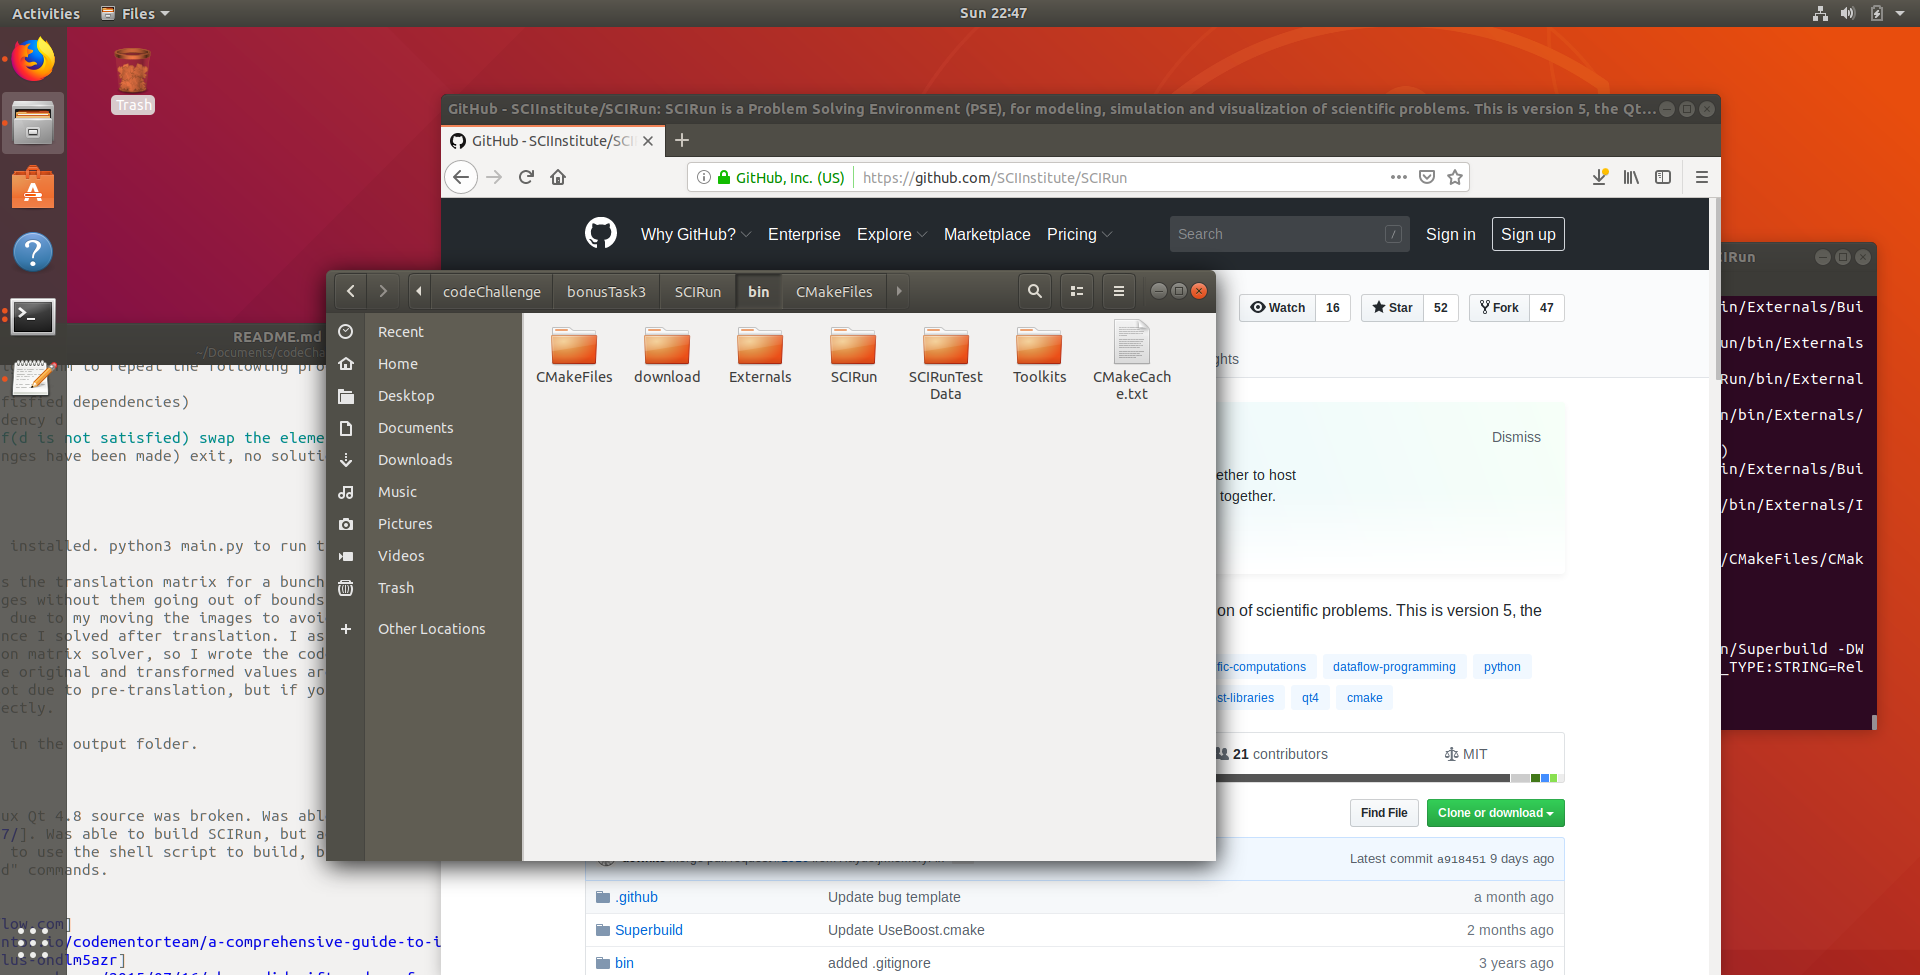 Activities
Files
Sun 22:47
Trash
README.md
~/Documents/codeCha
to repeat the following pro
dependencies)
dency d
f(d is not satisfied) swap the eleme
nges have been made) exit, no soluti
installed. python3 main.py to run t
s the translation matrix for a bunch
ges without them going out of bounds
due to my moving the images to avoi
nce I solved after translation. I as
on matrix solver, so I wrote the cod
e original and transformed values ar
ot due to pre-translation, but if yo
ectly.
in the output folder.
ux Qt 4.8 source was broken. Was abl
7/]. Was able to build SCIRun, but a
to use the shell script to build, b
d" commands.
low.com]
/codementorteam/a-comprehensive-guide-to-i
lm5azr]
GitHub - SCIInstitute/SCIRun: SCIRun is a Problem Solving Environment (PSE), for modeling, simulation and visualization of scientific problems. This is version 5, the Qt...
GitHub - SCIInstitute/SCI
GitHub, Inc. (US)
https://github.com/SCIInstitute/SCIRun
Why GitHub?
Enterprise
Explore
Marketplace
Pricing
Search
/
Sign in
Sign up
codeChallenge
bonusTask3
SCIRun
bin
CMakeFiles
Recent
Home
Desktop
Documents
Downloads
Music
Pictures
Videos
Trash
Other Locations
CMakeFiles
download
Externals
SCIRun
SCIRunTest
Data
Toolkits
CMakeCach
e.txt
Watch
16
Star
52
Fork
47
ghts
Dismiss
ether to host
together.
on of scientific problems. This is version 5, the
fic-computations
dataflow-programming
python
st-libraries
qt4
cmake
21 contributors
MIT
Find File
Clone or download
Latest commit a918451 9 days ago
.github
Update bug template
a month ago
Superbuild
Update UseBoost.cmake
2 months ago
bin
added .gitignore
3 years ago
IRun
in/Externals/Bui
un/bin/Externals
Run/bin/External
n/bin/Externals/
)
in/Externals/Bui
/bin/Externals/I
/CMakeFiles/CMak
n/Superbuild -DW
_TYPE:STRING=Rel